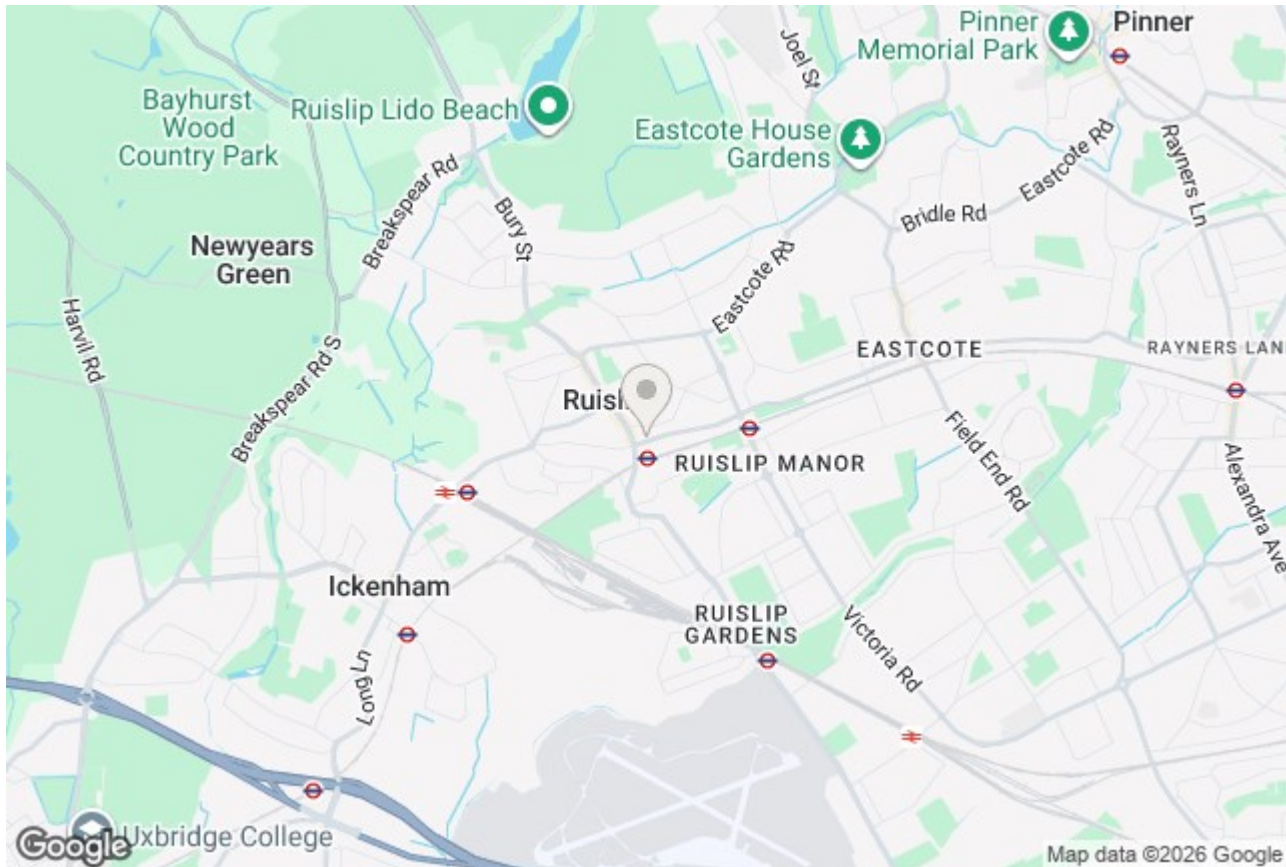 Pinner
Memorial Park
Pinner
Joel St
Bayhurst
Wood
Country Park
Ruislip Lido Beach
Eastcote House
Gardens
Eastcote Rd
Rayners Ln
Breakspear Rd
Bury St
Bridle Rd
Newyears
Green
Eastcote Rd
Harvil Rd
Breakspear Rd S
EASTCOTE
RAYNERS LANE
Field End Rd
RUISLIP MANOR
Alexandra Ave
Ickenham
RUISLIP
GARDENS
Victoria Rd
Long Ln
Uxbridge College
Google
Map data ©2026 Google